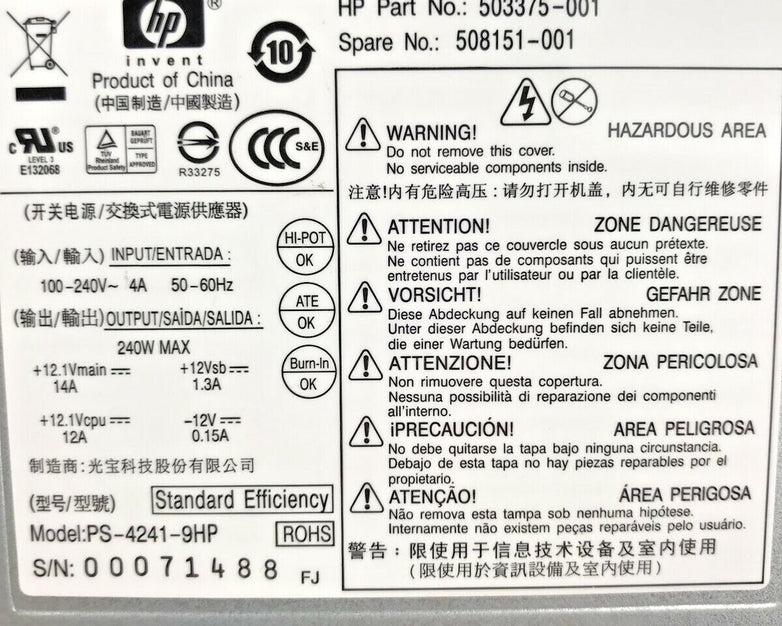 HP Part No.: 503375-001
Spare No.: 508151-001
hp
®
invent
Product of China
(中国制造/中國製造)
10
c RU ® US
LEVEL 3
E132068
TÜV
Rheinland
Product Safety
BAUART
GEPRÜFT
TYPE
APPROVED
R33275
CCC S&E
(开关电源/交換式電源供應器)
(输入/輸入) INPUT/ENTRADA :
100-240V~ 4A 50-60Hz
(输出/輸出) OUTPUT/SAÍDA/SALIDA :
240W MAX
+12.1Vmain +12Vsb
14A 1.3A
+12.1Vcpu -12V
12A 0.15A
HI-POT
OK
ATE
OK
Burn-In
OK
制造商:光宝科技股份有限公司
(型号/型號) Standard Efficiency
Model:PS-4241-9HP ROHS
S/N: 00071488 FJ
WARNING! HAZARDOUS AREA
Do not remove this cover.
No serviceable components inside.
注意!内有危险高压:请勿打开机盖，内无可自行维修零件
ATTENTION! ZONE DANGEREUSE
Ne retirez pas ce couvercle sous aucun prétexte.
Ne contient pas de composants qui puissent être
entretenus par l'utilisateur ou par la clientèle.
VORSICHT! GEFAHR ZONE
Diese Abdeckung auf keinen Fall abnehmen.
Unter dieser Abdeckung befinden sich keine Teile,
die einer Wartung bedürfen.
ATTENZIONE! ZONA PERICOLOSA
Non rimuovere questa copertura.
Nessuna possibilità di reparazione dei componenti
all'interno.
¡PRECAUCIÓN! AREA PELIGROSA
No debe quitarse la tapa bajo ninguna circunstancia.
Debajo de esta tapa no hay piezas reparables por el
propietario.
ATENÇÃO! ÁREA PERIGOSA
Não remova esta tampa sob nenhuma hipótese.
Internamente não existem peças reparáveis pelo usuário.
警告：限使用于信息技术设备及室内使用
(限使用於資訊設備及室內使用)